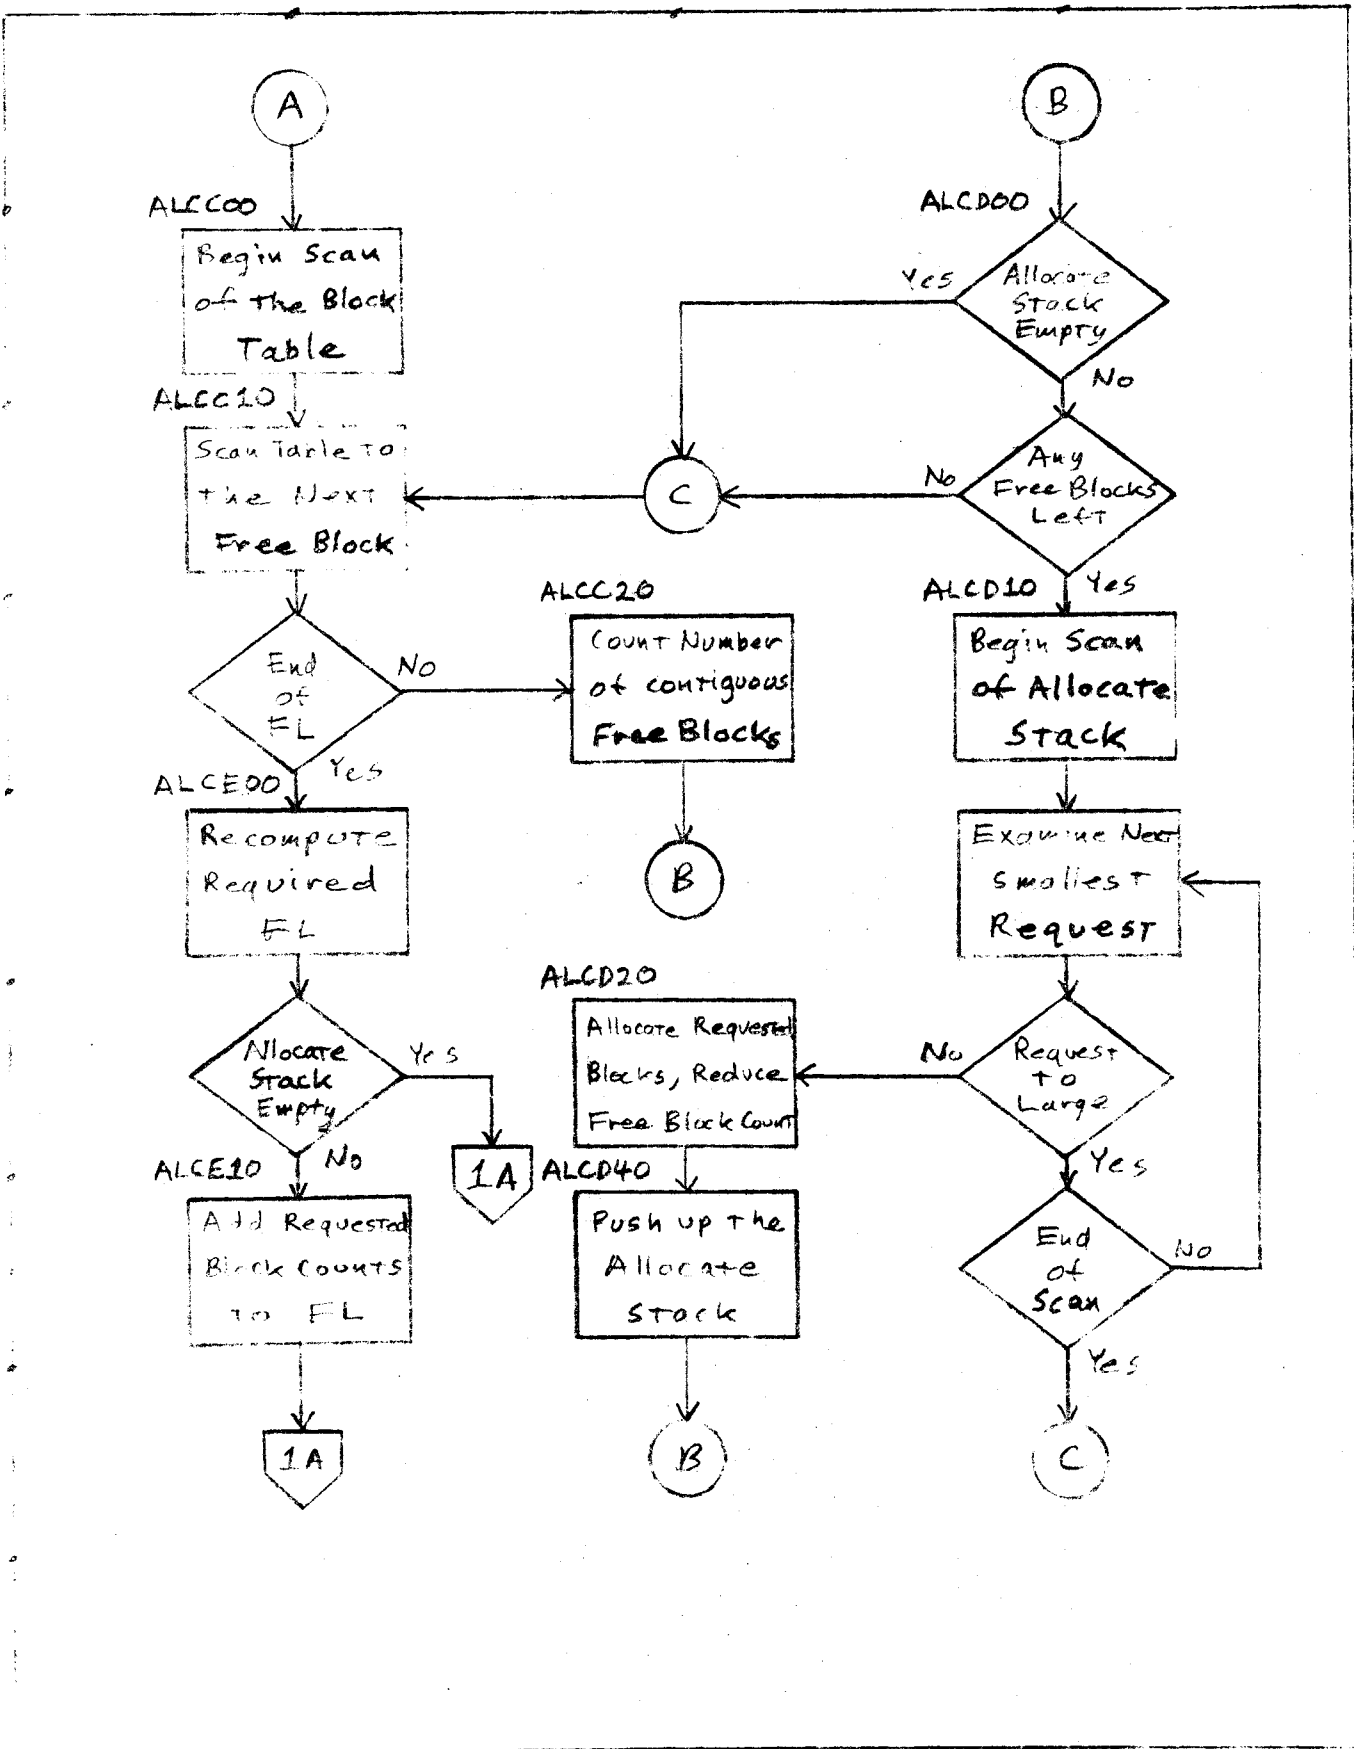 A
ALCC00
Begin Scan
of the Block
Table
ALCC10
Scan Table to
the Next
Free Block
End
of
FL
No
Yes
ALCC20
Count Number
of contiguous
Free Blocks
B
ALCE00
Recompute
Required
FL
Allocate
Stack
Empty
Yes
1A
No
ALCE10
Add Requested
Block Counts
to FL
1A
B
ALCD00
Allocate
Stack
Empty
Yes
No
Any
Free Blocks
Left
No
C
Yes
ALCD10
Begin Scan
of Allocate
Stack
Examine Next
smallest
Request
Request
to
Large
No
Yes
ALCD20
Allocate Requested
Blocks, Reduce
Free Block Count
ALCD40
Push up the
Allocate
Stack
B
End
of
Scan
No
Yes
C